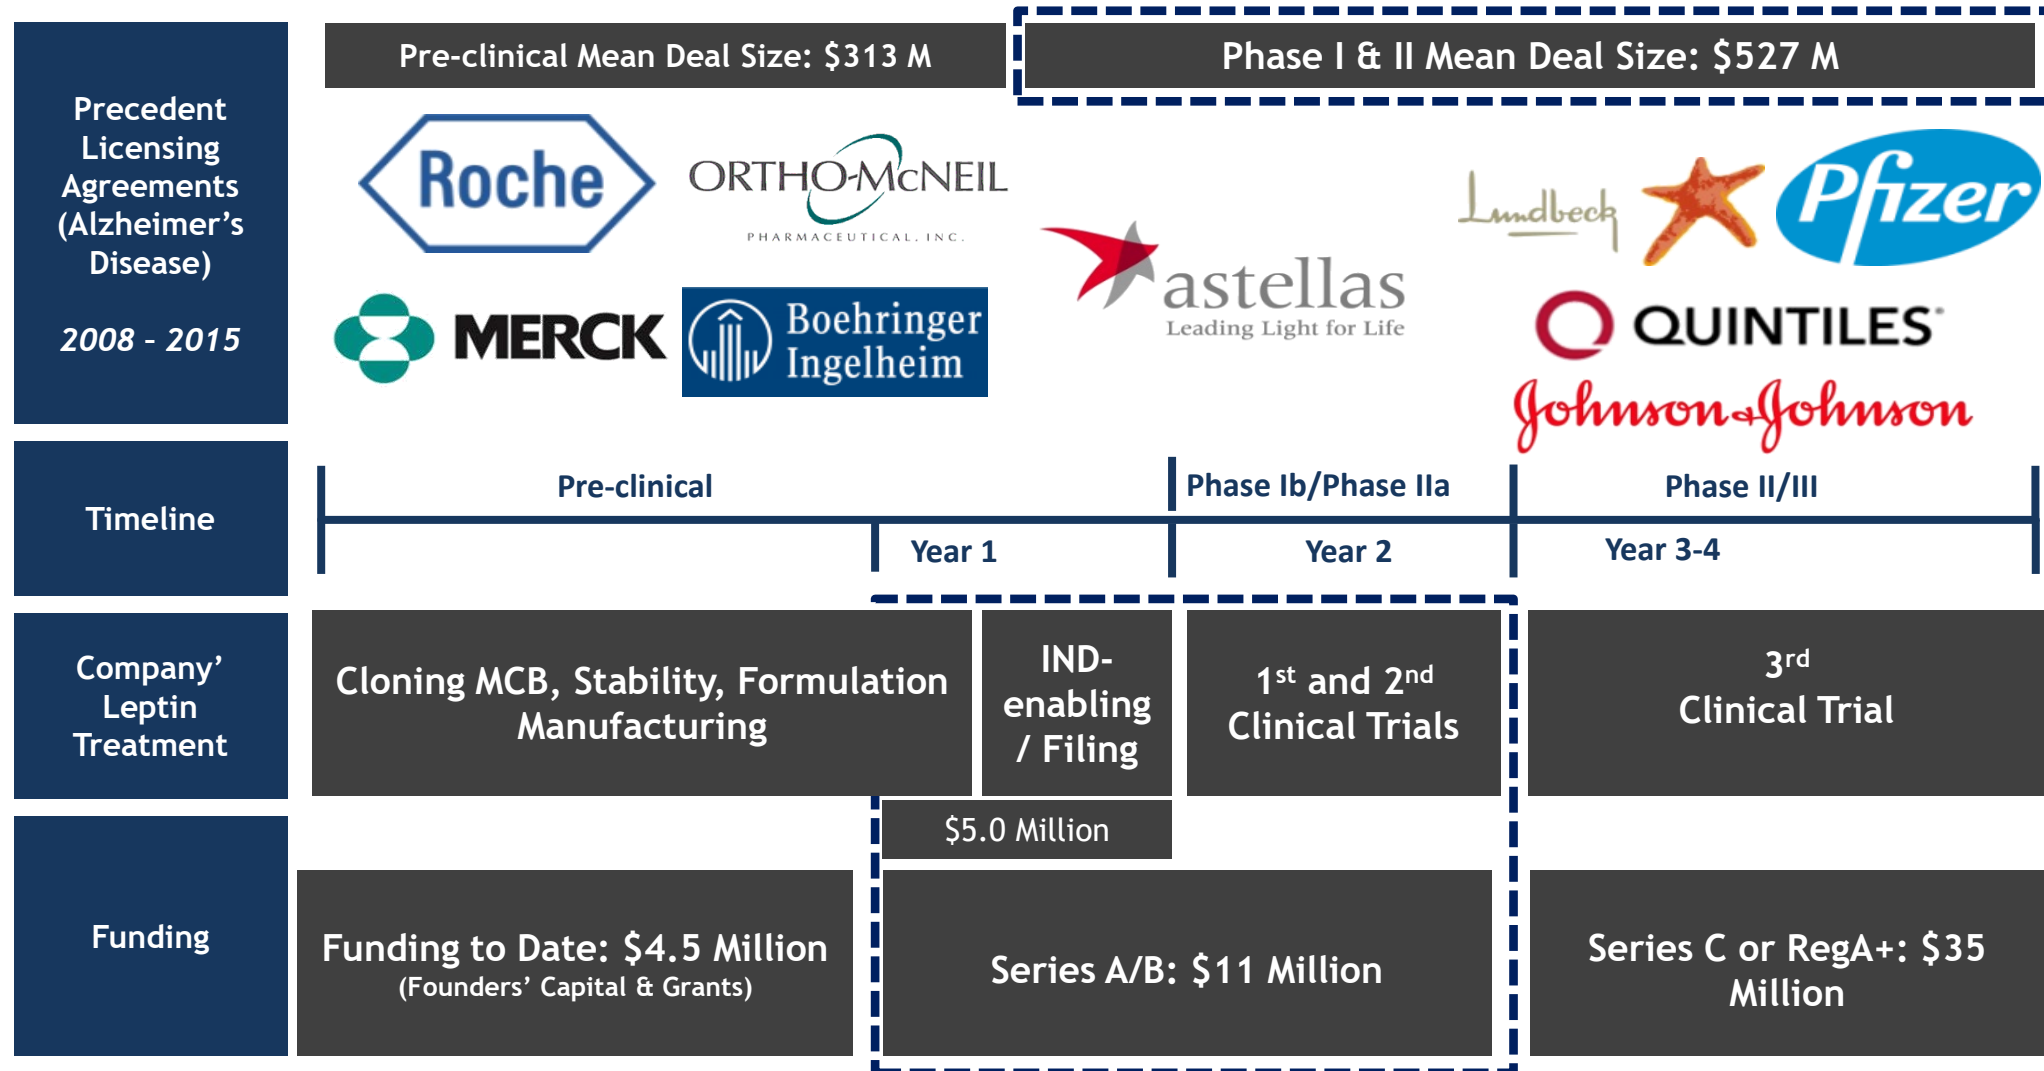 Precedent
Licensing
Agreements
(Alzheimer’s
Disease)
2008 – 2015
Pre-clinical Mean Deal Size: $313 M
Phase I & II Mean Deal Size: $527 M
Roche
ORTHO-McNEIL
PHARMACEUTICAL, INC.
MERCK
Boehringer
Ingelheim
astellas
Leading Light for Life
Lundbeck
Pfizer
QUINTILES
Johnson & Johnson
Timeline
Pre-clinical
Phase Ib/Phase IIa
Phase II/III
Year 1
Year 2
Year 3-4
Company’
Leptin
Treatment
Cloning MCB, Stability, Formulation
Manufacturing
IND-
enabling
/ Filing
1st and 2nd
Clinical Trials
3rd
Clinical Trial
Funding
$5.0 Million
Funding to Date: $4.5 Million
(Founders’ Capital & Grants)
Series A/B: $11 Million
Series C or RegA+: $35
Million